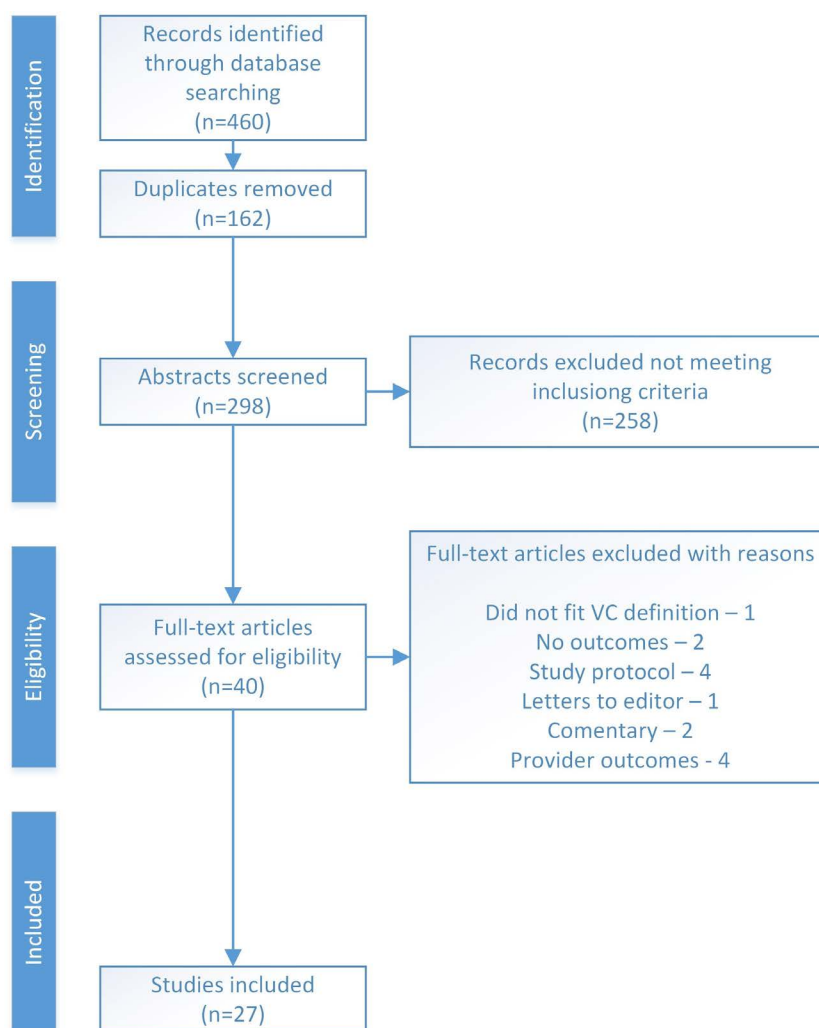 Identification
Records identified
through database
searching
(n=460)
Duplicates removed
(n=162)
Screening
Abstracts screened
(n=298)
Records excluded not meeting
inclusiong criteria
(n=258)
Eligibility
Full-text articles
assessed for eligibility
(n=40)
Full-text articles excluded with reasons
Did not fit VC definition – 1
No outcomes – 2
Study protocol – 4
Letters to editor – 1
Comentary – 2
Provider outcomes - 4
Included
Studies included
(n=27)